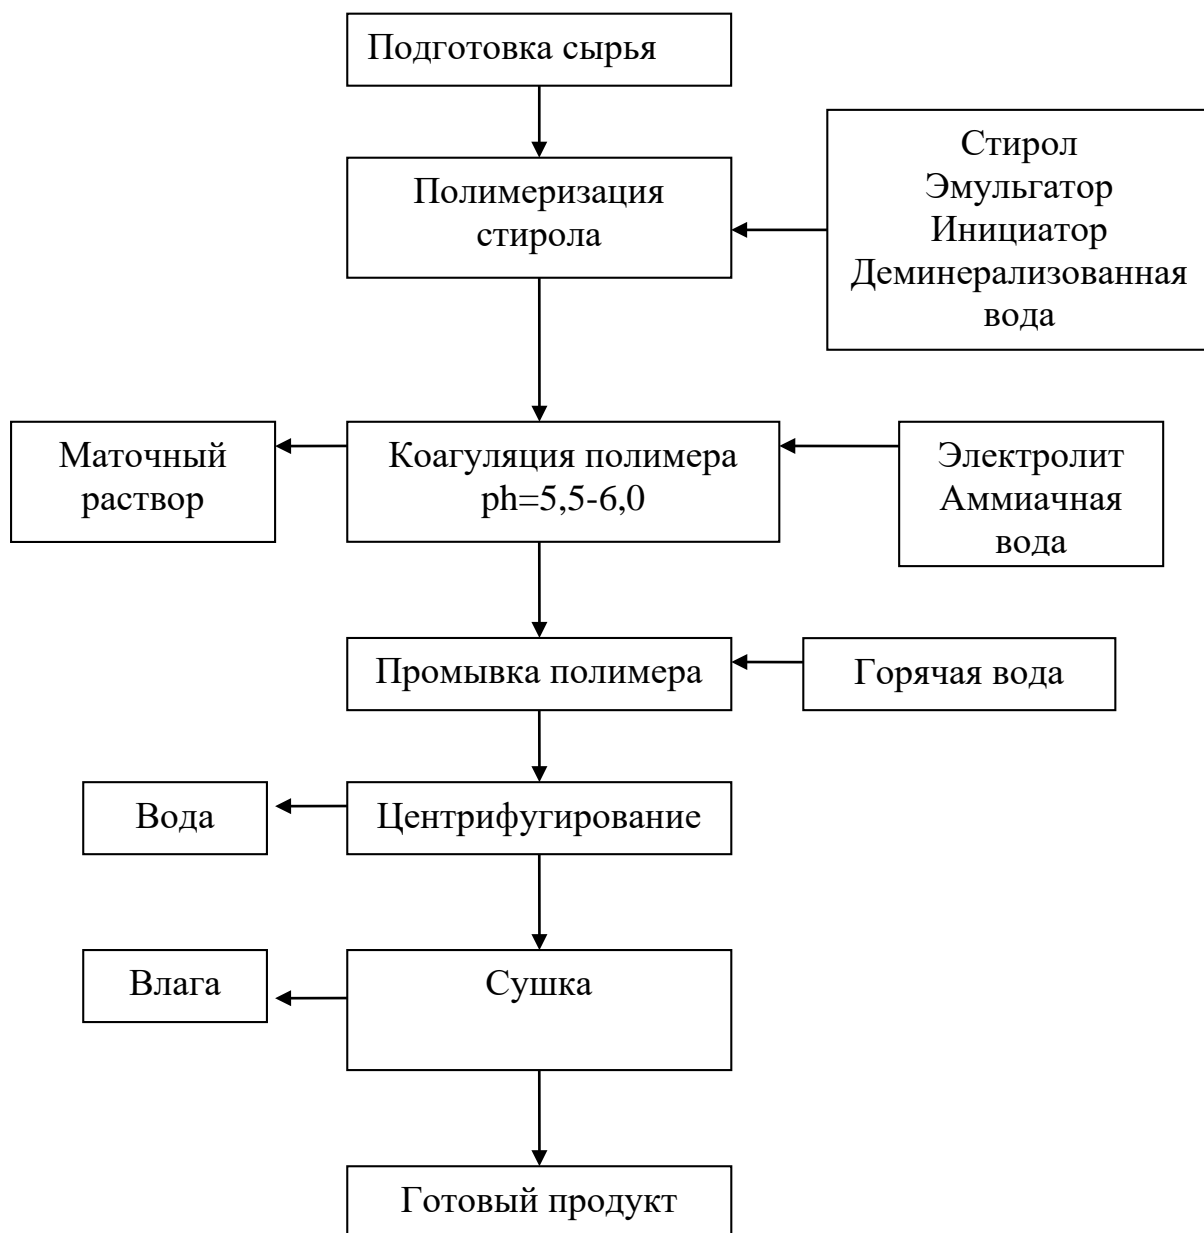 Подготовка сырья
Полимеризация
стирола
Стирол
Эмульгатор
Инициатор
Деминерализованная
вода
Маточный
раствор
Коагуляция полимера
ph=5,5-6,0
Электролит
Аммиачная
вода
Промывка полимера
Горячая вода
Вода
Центрифугирование
Влага
Сушка
Готовый продукт